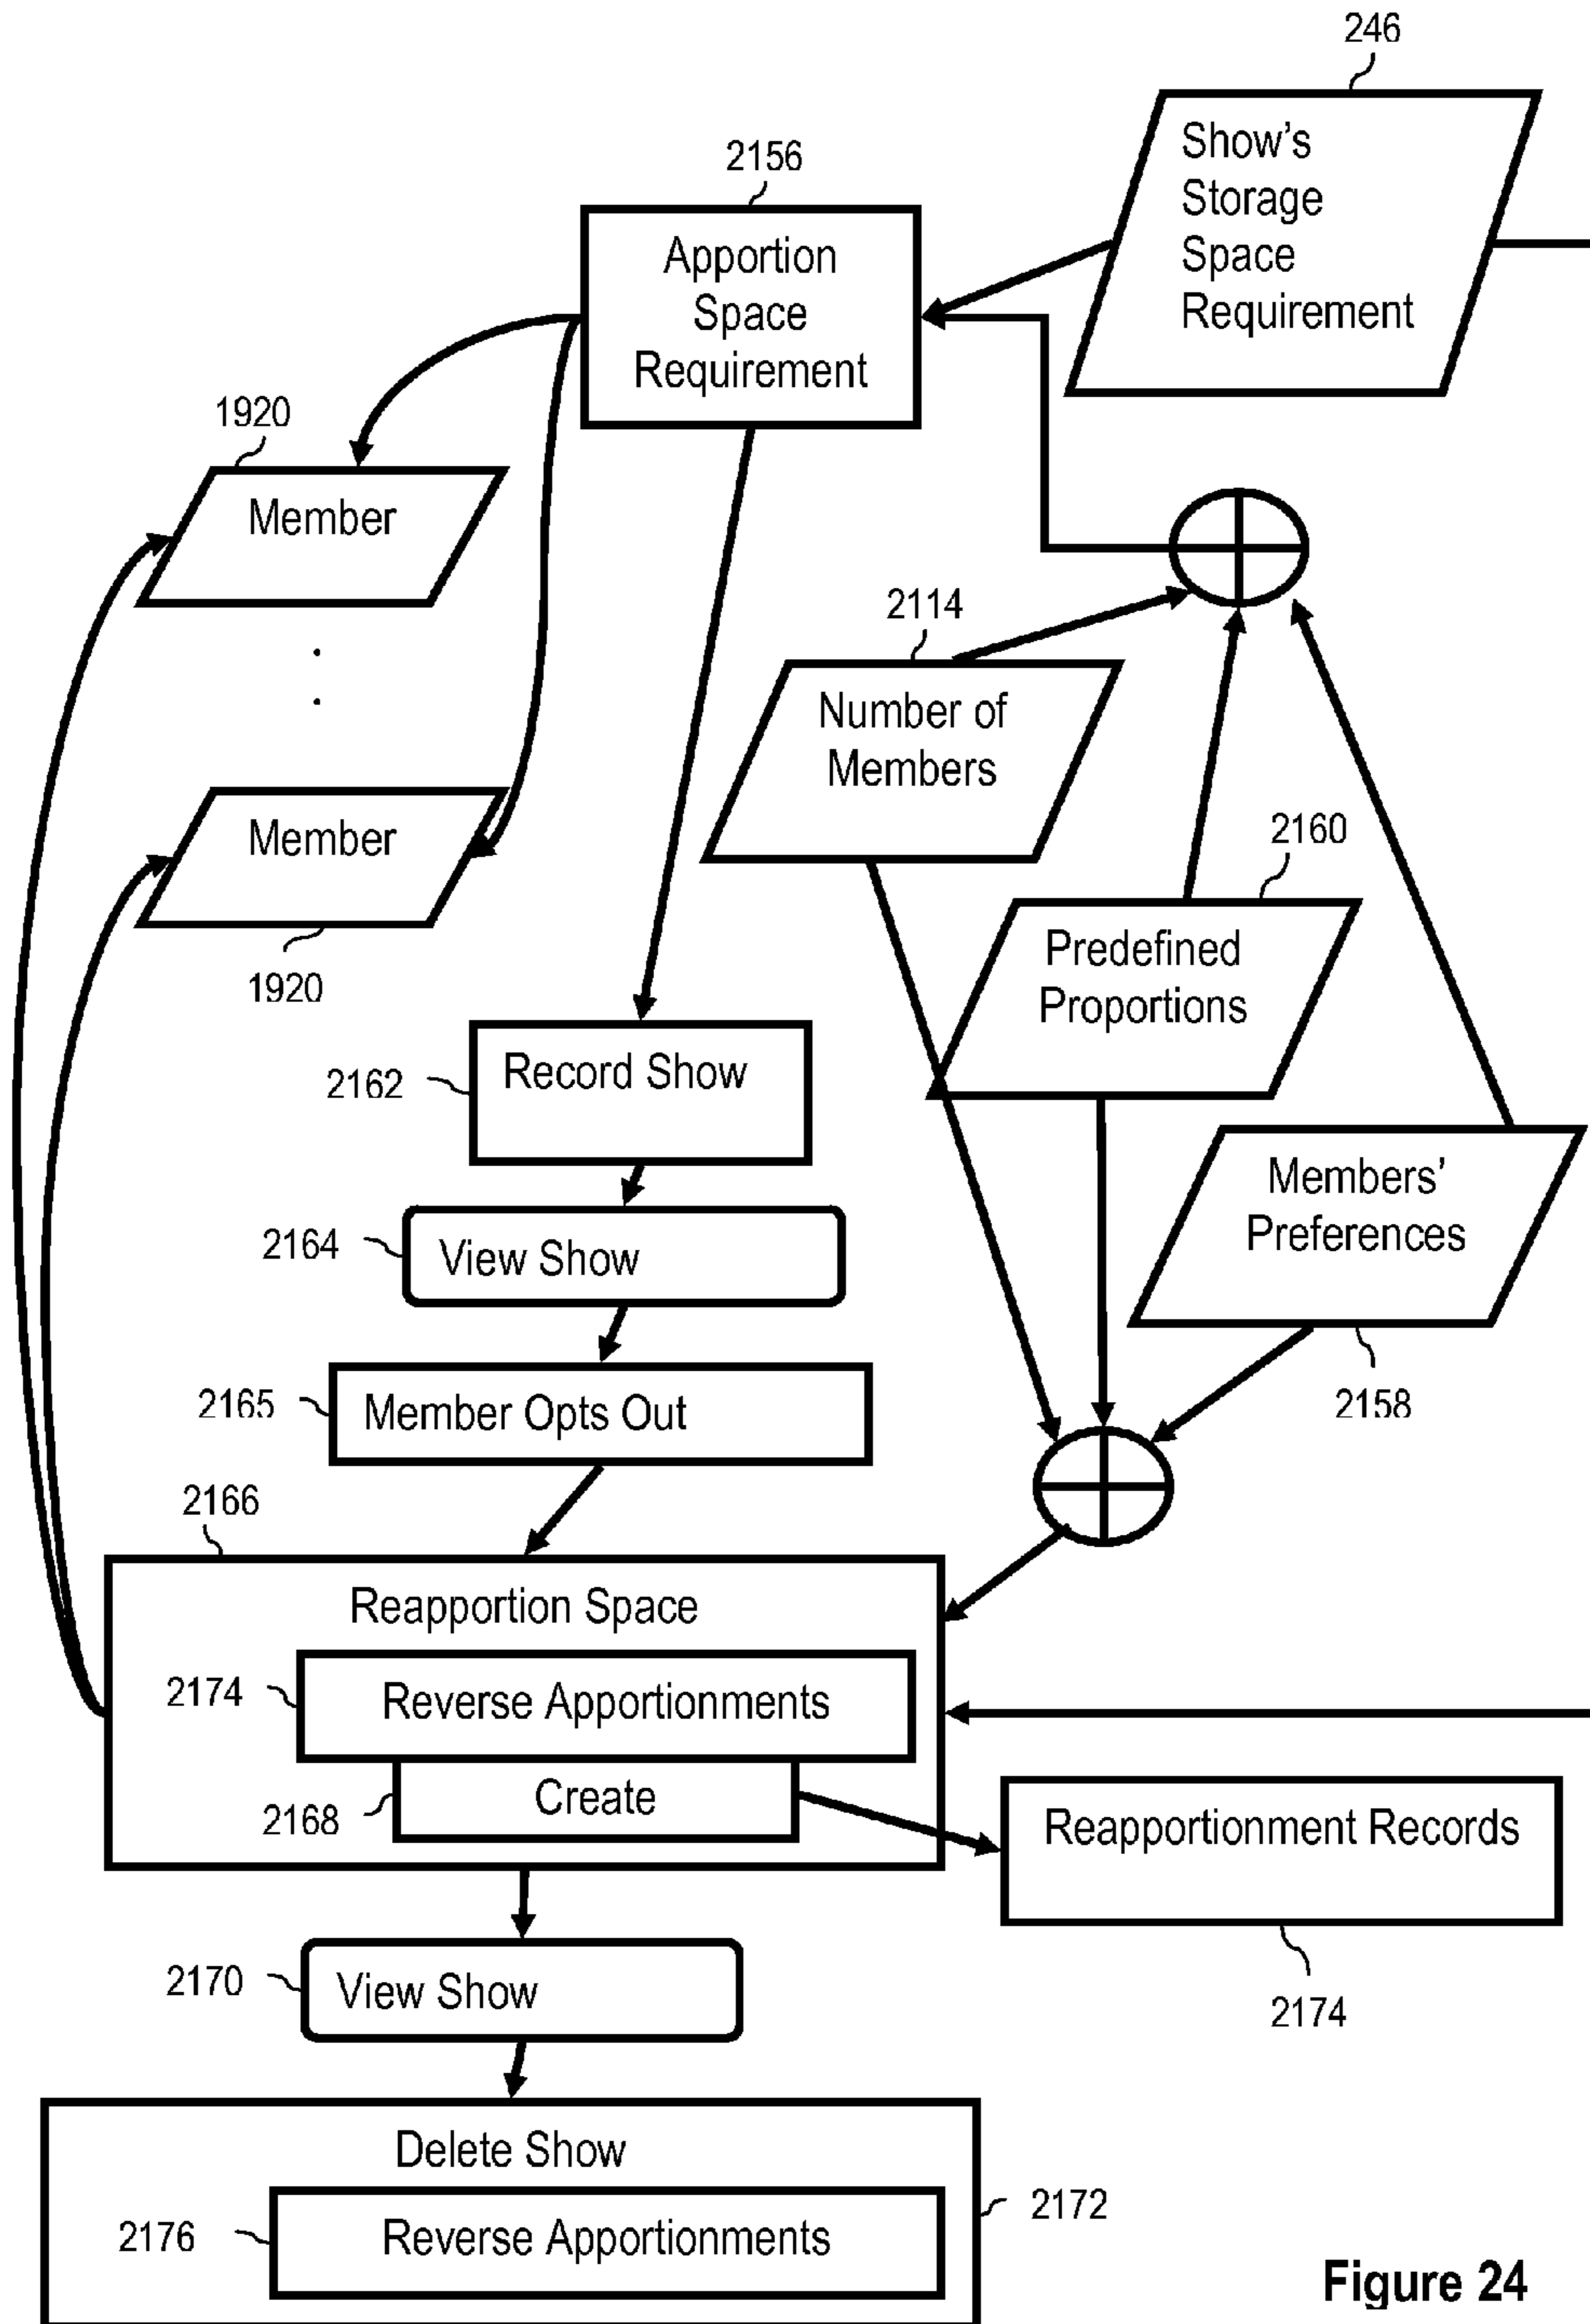 246
Show's
Storage
Space
Requirement
2156
Apportion
Space
Requirement
1920
Member
.
.
Member
1920
2114
Number of
Members
2160
Predefined
Proportions
Members'
Preferences
2158
2162
Record Show
2164
View Show
2165
Member Opts Out
2166
Reapportion Space
2174
Reverse Apportionments
2168
Create
Reapportionment Records
2174
2170
View Show
Delete Show
2172
2176
Reverse Apportionments
Figure 24